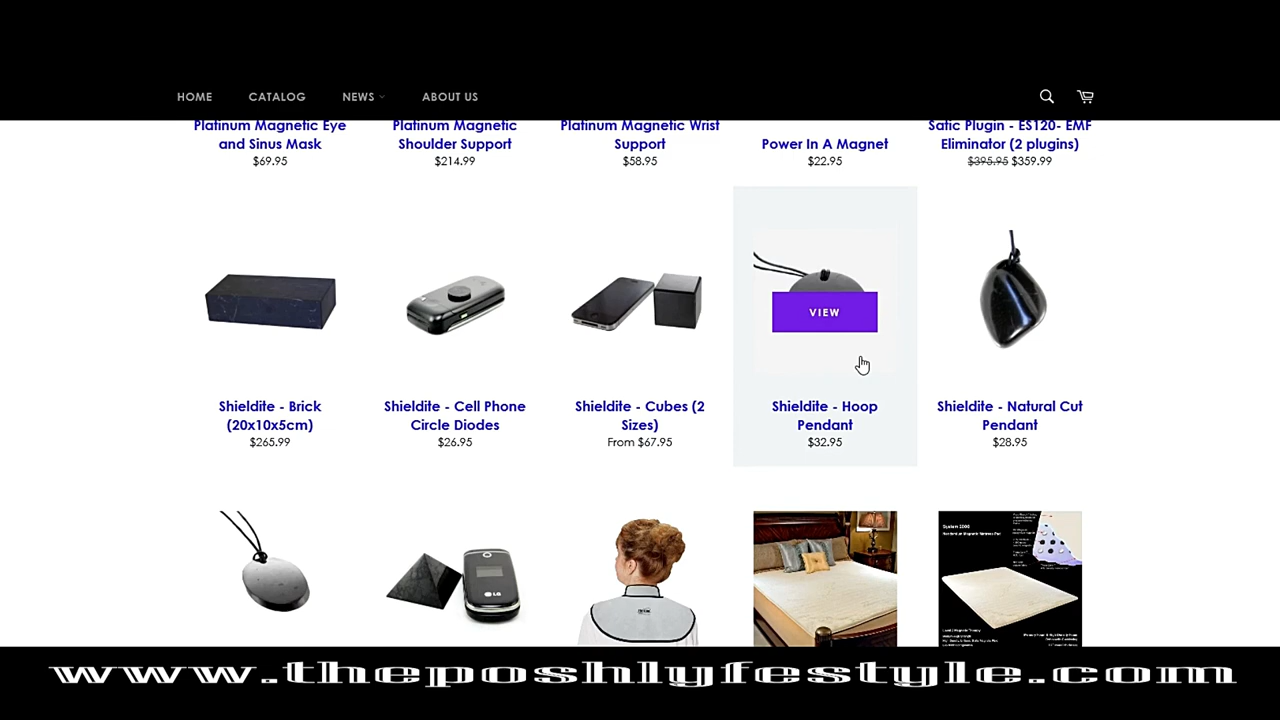 HOME CATALOG NEWS ABOUT US
Platinum Magnetic Eye
and Sinus Mask
$69.95
Platinum Magnetic
Shoulder Support
$214.99
Platinum Magnetic Wrist
Support
$58.95
Power In A Magnet
$22.95
Satic Plugin - ES120- EMF
Eliminator (2 plugins)
$395.95 $359.99
VIEW
Shieldite - Brick
(20x10x5cm)
$265.99
Shieldite - Cell Phone
Circle Diodes
$26.95
Shieldite - Cubes (2
Sizes)
From $67.95
Shieldite - Hoop
Pendant
$32.95
Shieldite - Natural Cut
Pendant
$28.95
LG
System 2000
www.theposhlyfestyle.com